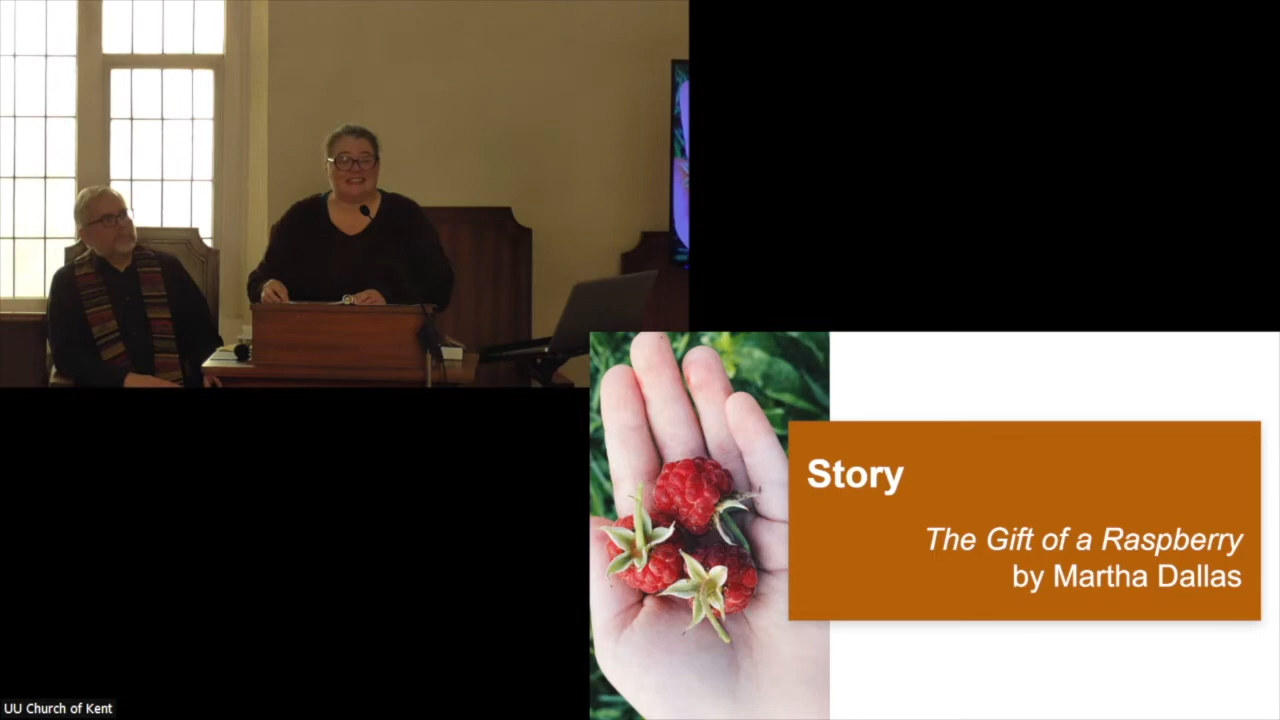 Story
The Gift of a Raspberry
by Martha Dallas
UU Church of Kent